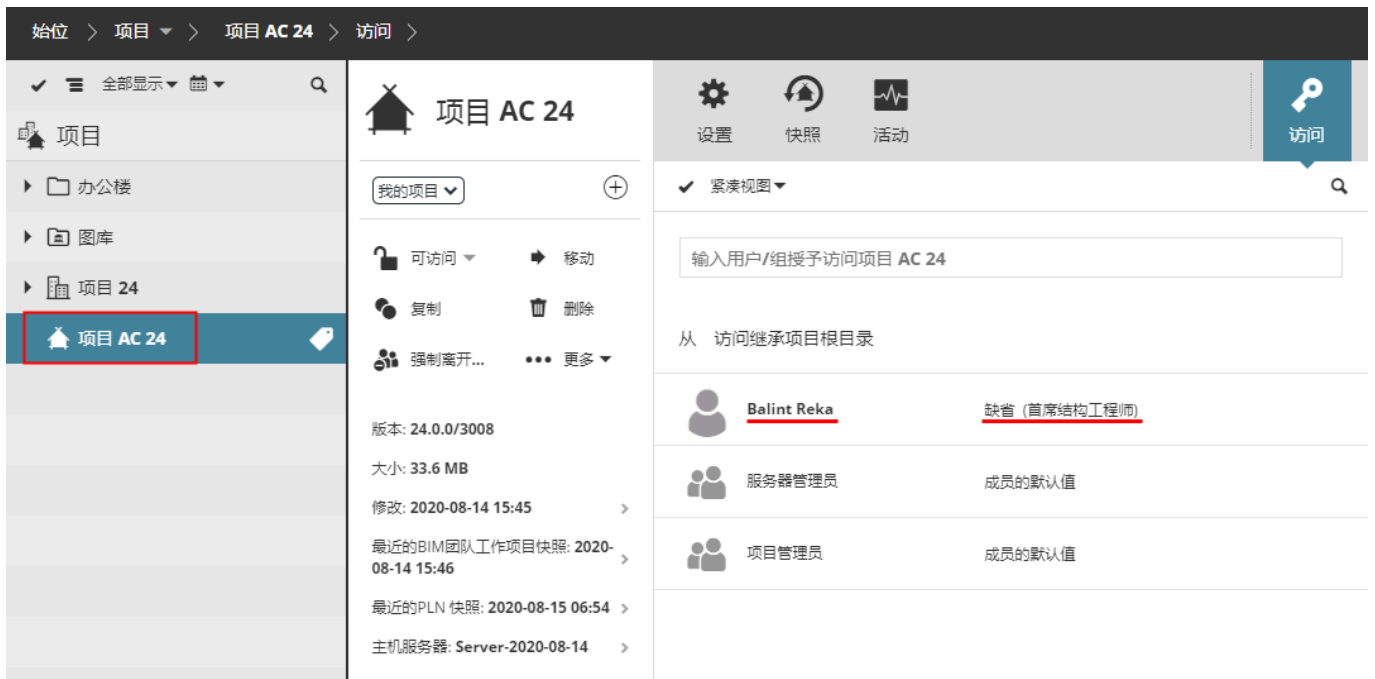 始位 > 项目 > 项目 AC 24 > 访问 >
全部显示
项目
办公楼
图库
项目 24
项目 AC 24
项目 AC 24
我的项目
可访问
移动
复制
删除
强制离开...
更多
版本: 24.0.0/3008
大小: 33.6 MB
修改: 2020-08-14 15:45
最近的BIM团队工作项目快照: 2020-
08-14 15:46
最近的PLN 快照: 2020-08-15 06:54
主机服务器: Server-2020-08-14
设置
快照
活动
访问
紧凑视图
输入用户/组授予访问项目 AC 24
从 访问继承项目根目录
Balint Reka
缺省 (首席结构工程师)
服务器管理员
成员的默认值
项目管理员
成员的默认值